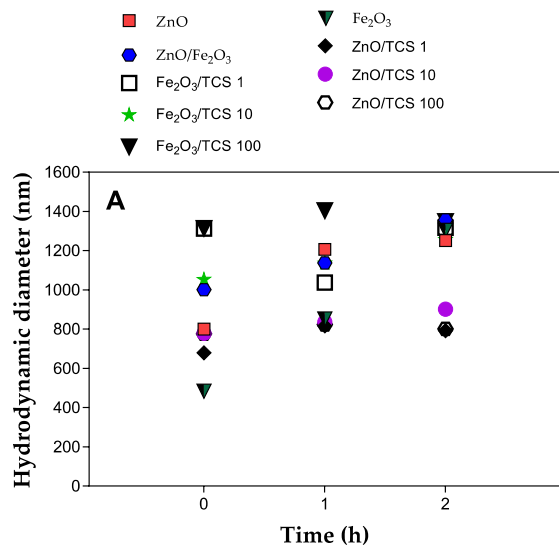 ZnO
ZnO/Fe₂O₃
Fe₂O₃/TCS 1
Fe₂O₃/TCS 10
Fe₂O₃/TCS 100
Fe₂O₃
ZnO/TCS 1
ZnO/TCS 10
ZnO/TCS 100
A
Hydrodynamic diameter (nm)
1600
1400
1200
1000
800
600
400
200
0
0 1 2
Time (h)